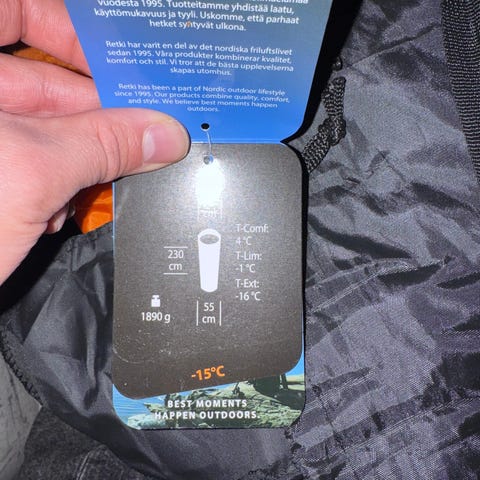 vuodesta 1995. Tuotteitamme yhdistää laatu,
käyttömukavuus ja tyyli. Uskomme, että parhaat
hetket syntyvät ulkona.
Retki har varit en del av det nordiska friluftslivet
sedan 1995. Våra produkter kombinerar kvalitet,
komfort och stil. Vi tror att de bästa upplevelserna
skapas utomhus.
Retki has been a part of Nordic outdoor lifestyle
since 1995. Our products combine quality, comfort,
and style. We believe best moments happen
outdoors.
cm
T-Comf:
4 °C
T-Lim:
-1 °C
T-Ext:
-16 °C
230
cm
1890 g
55
cm
-15°C
BEST MOMENTS
HAPPEN OUTDOORS.